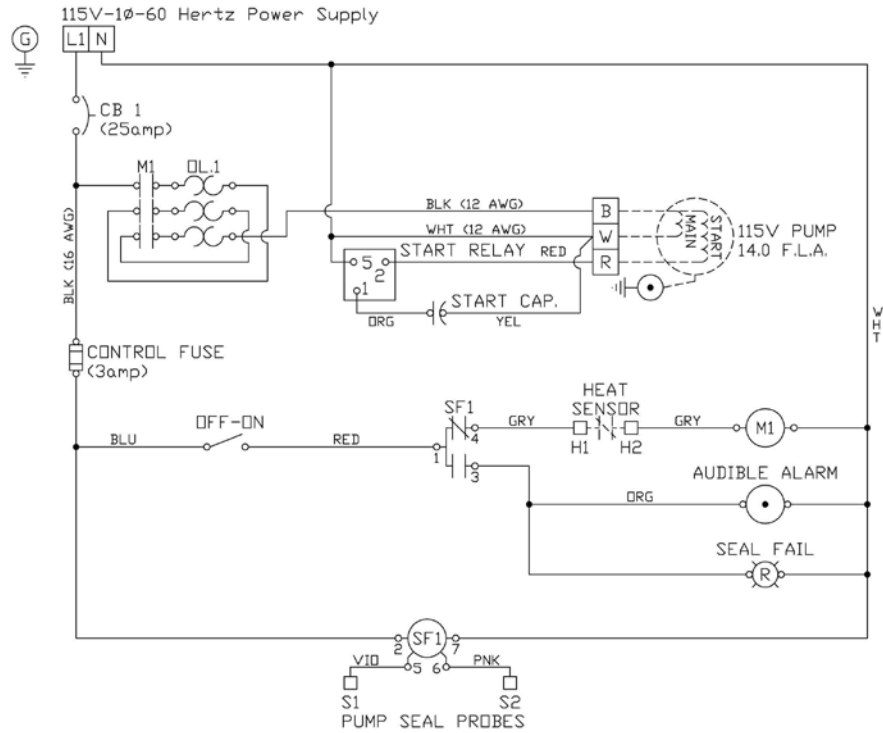 115V-1Ø-60 Hertz Power Supply
G
L1 N
CB 1
(25amp)
M1
OL.1
BLK (16 AWG)
BLK (12 AWG)
B
WHT (12 AWG)
W
START RELAY
RED
R
MAIN
START
115V PUMP
14.0 F.L.A.
5
2
1
START CAP.
ORG
YEL
WHT
CONTROL FUSE
(3amp)
OFF-ON
BLU
RED
SF1
1
4
3
GRY
HEAT
SENSOR
H1
H2
GRY
M1
AUDIBLE ALARM
ORG
SEAL FAIL
R
2
SF1
7
VIO
5
6
PNK
S1
S2
PUMP SEAL PROBES